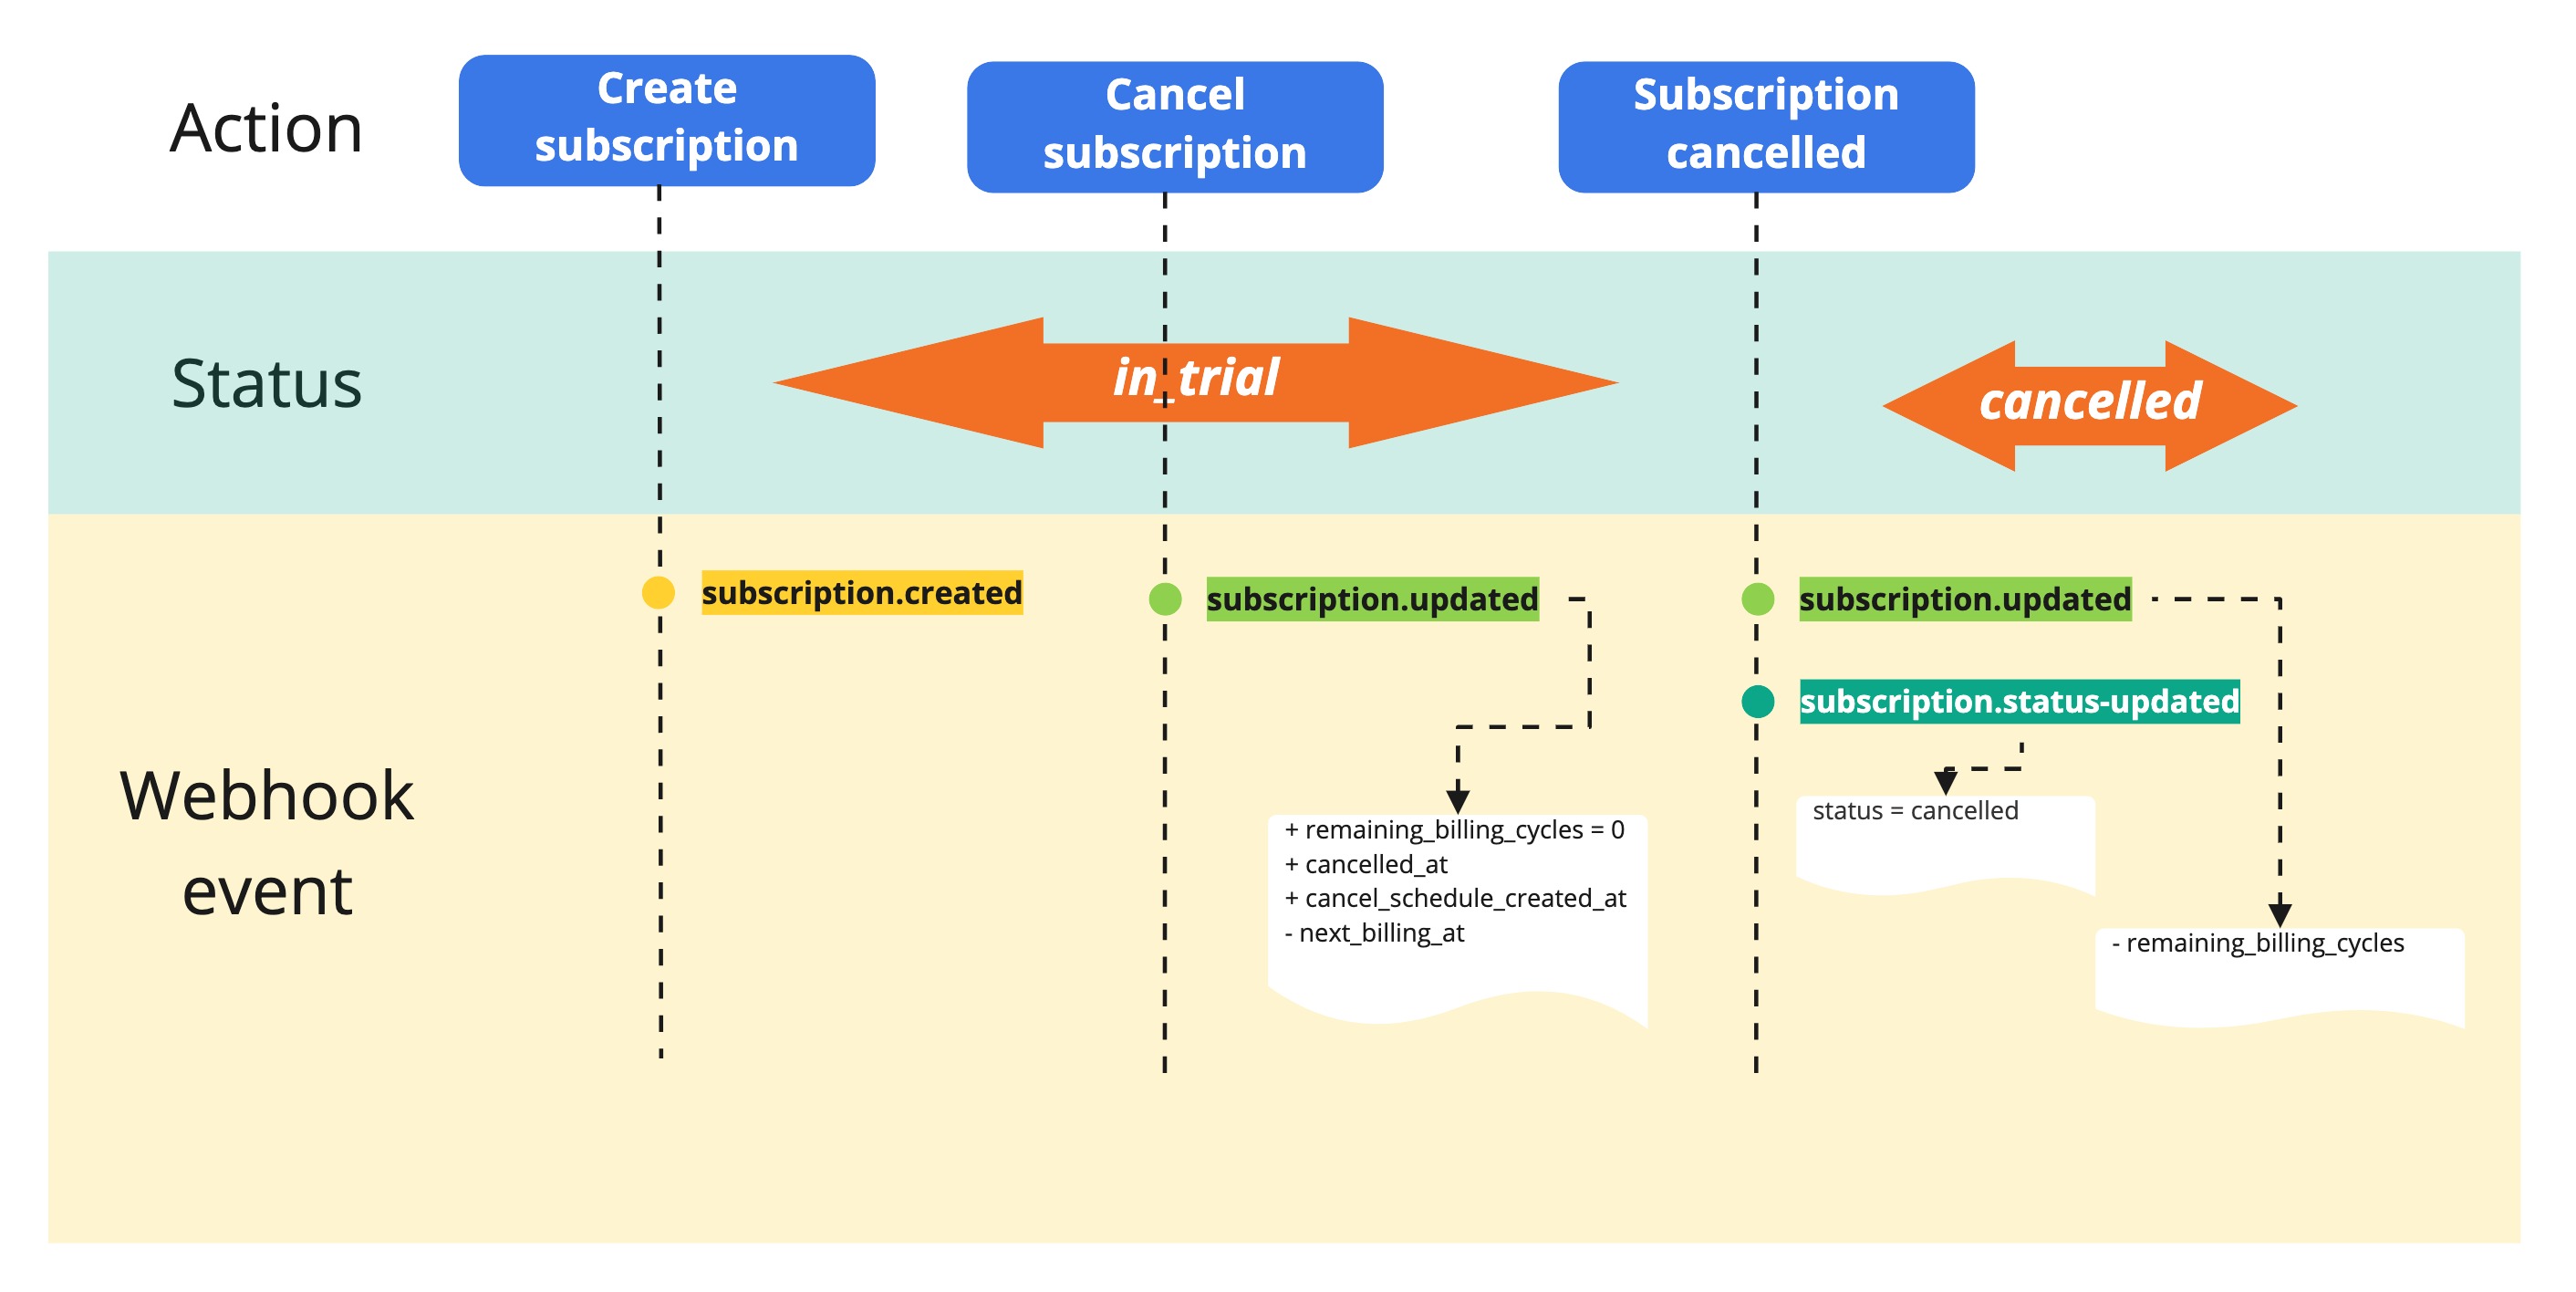 Action
Create
subscription
Cancel
subscription
Subscription
cancelled
Status
in_trial
cancelled
Webhook
event
subscription.created
subscription.updated
+ remaining_billing_cycles = 0
+ cancelled_at
+ cancel_schedule_created_at
- next_billing_at
subscription.updated
subscription.status-updated
status = cancelled
- remaining_billing_cycles